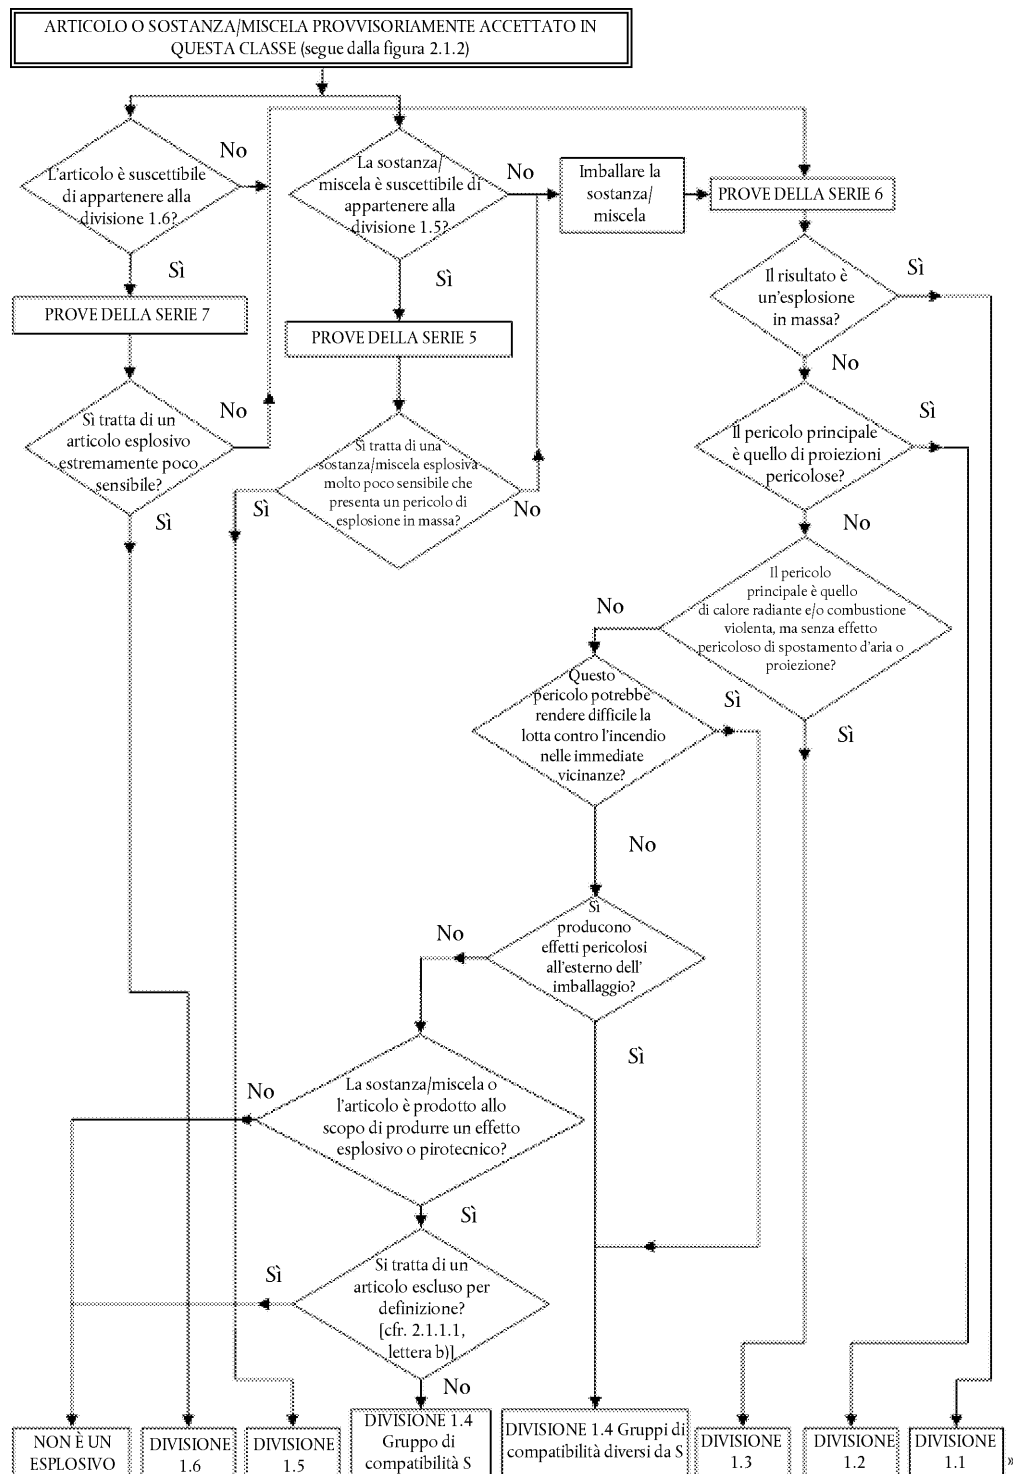 ARTICOLO O SOSTANZA/MISCELA PROVVISORIAMENTE ACCETTATO IN
QUESTA CLASSE (segue dalla figura 2.1.2)
L'articolo è suscettibile
di appartenere alla
divisione 1.6?
No
Sì
La sostanza/
miscela è suscettibile di
appartenere alla
divisione 1.5?
No
Sì
Imballare la
sostanza/
miscela
PROVE DELLA SERIE 6
PROVE DELLA SERIE 7
PROVE DELLA SERIE 5
Il risultato è
un'esplosione
in massa?
Sì
No
Sì tratta di un
articolo esplosivo
estremamente poco
sensibile?
No
Sì
Sì tratta di una
sostanza/miscela esplosiva
molto poco sensibile che
presenta un pericolo di
esplosione in massa?
Sì
No
Il pericolo principale
è quello di proiezioni
pericolose?
Sì
No
Il pericolo
principale è quello
di calore radiante e/o combustione
violenta, ma senza effetto
pericoloso di spostamento d'aria o
proiezione?
No
Sì
Questo
pericolo potrebbe
rendere difficile la
lotta contro l'incendio
nelle immediate
vicinanze?
Sì
No
Sì
producono
effetti pericolosi
all'esterno dell'
imballaggio?
No
Sì
La sostanza/miscela o
l'articolo è prodotto allo
scopo di produrre un effetto
esplosivo o pirotecnico?
No
Sì
Si tratta di un
articolo escluso per
definizione?
[cfr. 2.1.1.1,
lettera b)]
Sì
No
NON È UN
ESPLOSIVO
DIVISIONE
1.6
DIVISIONE
1.5
DIVISIONE 1.4
Gruppo di
compatibilità S
DIVISIONE 1.4 Gruppi di
compatibilità diversi da S
DIVISIONE
1.3
DIVISIONE
1.2
DIVISIONE
1.1
»